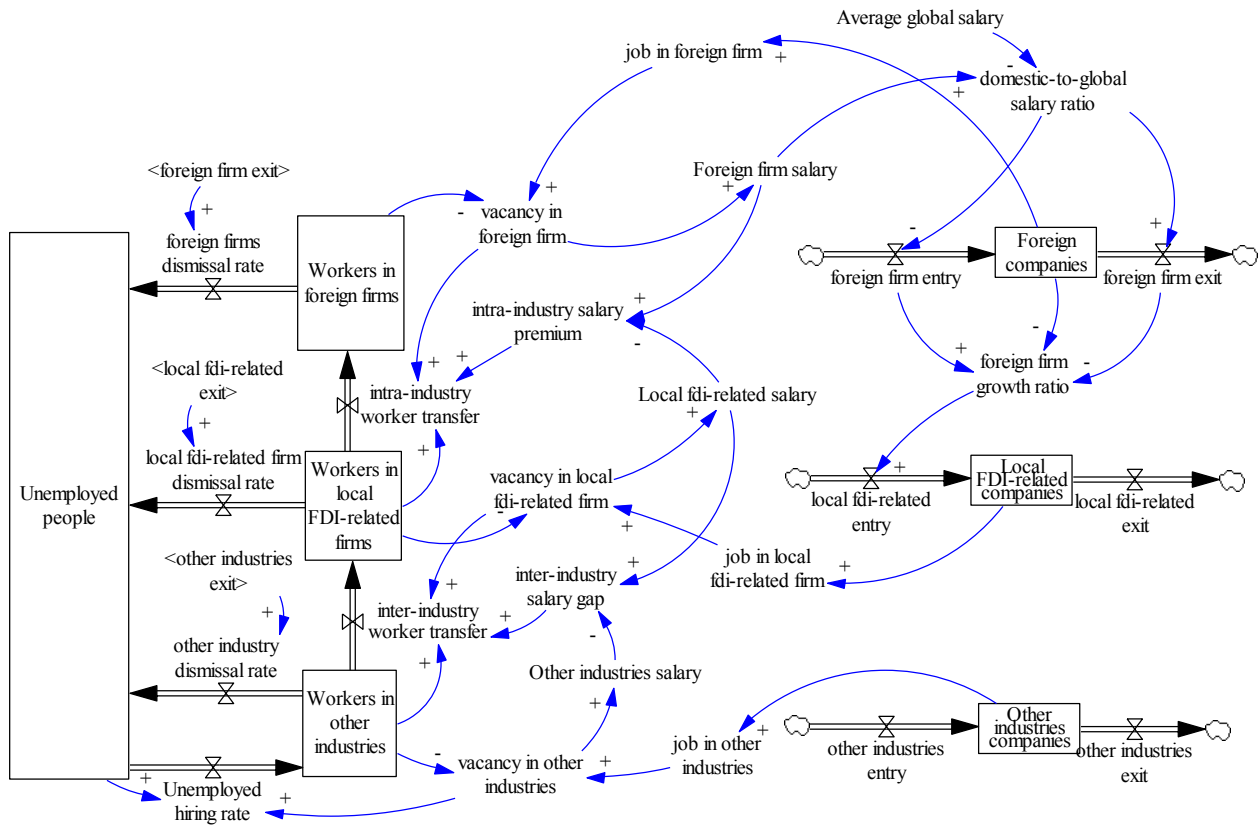 Average global salary
job in foreign firm
+
-
domestic-to-global
salary ratio
+
<foreign firm exit>
+
foreign firms
dismissal rate
Foreign firm salary
+
+
-
vacancy in
foreign firm
Workers in
foreign firms
+
-
Foreign
companies
foreign firm entry
foreign firm exit
intra-industry salary
premium
+
-
-
+
-
foreign firm
growth ratio
<local fdi-related
exit>
+
+
+
intra-industry
worker transfer
+
Local fdi-related salary
+
local fdi-related firm
dismissal rate
Workers in
local
FDI-related
firms
vacancy in local
fdi-related firm
-
+
+
Local
FDI-related
companies
local fdi-related
entry
local fdi-related
exit
Unemployed
people
<other industries
exit>
+
job in local
fdi-related firm
+
inter-industry
salary gap
+
+
+
inter-industry
worker transfer
+
-
other industry
dismissal rate
Other industries salary
+
Workers in
other
industries
-
vacancy in other
industries
+
job in other
industries
+
Other
industries
companies
other industries
entry
other industries
exit
+
Unemployed
hiring rate
+